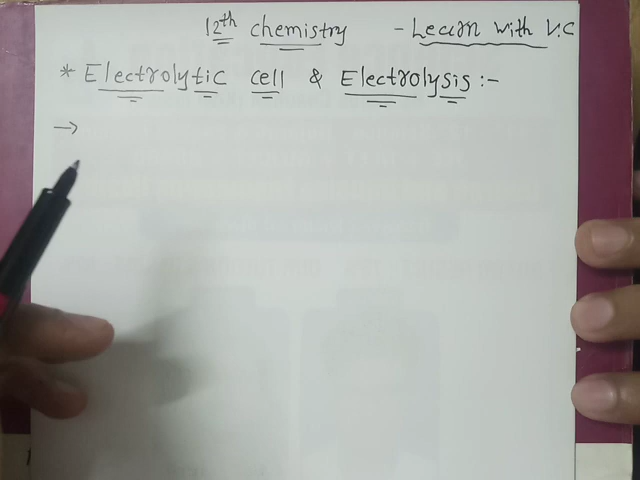 12th chemistry - Learn with V.C
* Electrolytic cell & Electrolysis :-
→